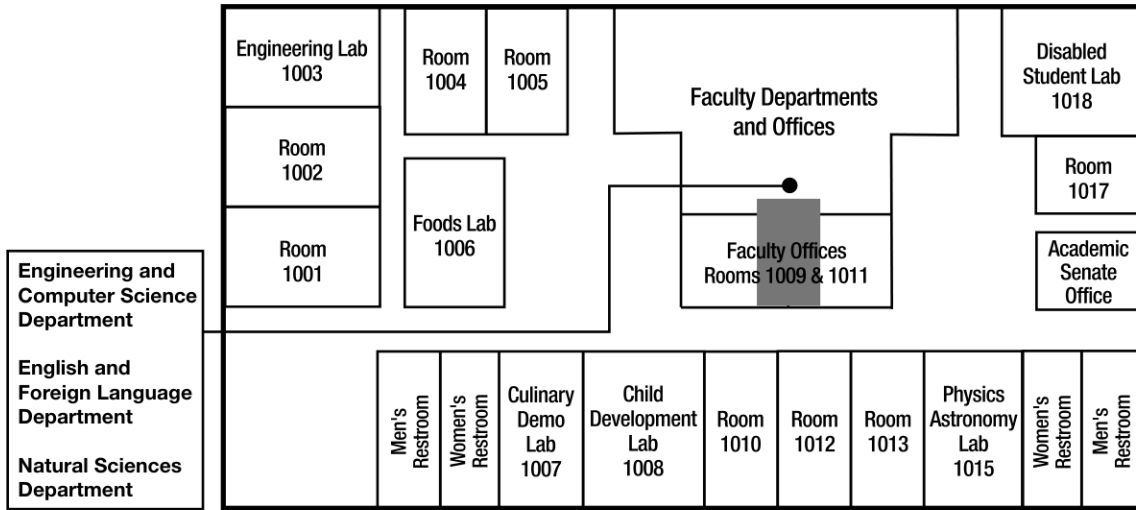 Engineering Lab
1003
Room
1004
Room
1005
Faculty Departments
and Offices
Disabled
Student Lab
1018
Room
1002
Room
1017
Foods Lab
1006
Room
1001
Faculty Offices
Rooms 1009 & 1011
Academic
Senate
Office
Engineering and
Computer Science
Department
English and
Foreign Language
Department
Natural Sciences
Department
Men's
Restroom
Women's
Restroom
Culinary
Demo
Lab
1007
Child
Development
Lab
1008
Room
1010
Room
1012
Room
1013
Physics
Astronomy
Lab
1015
Women's
Restroom
Men's
Restroom